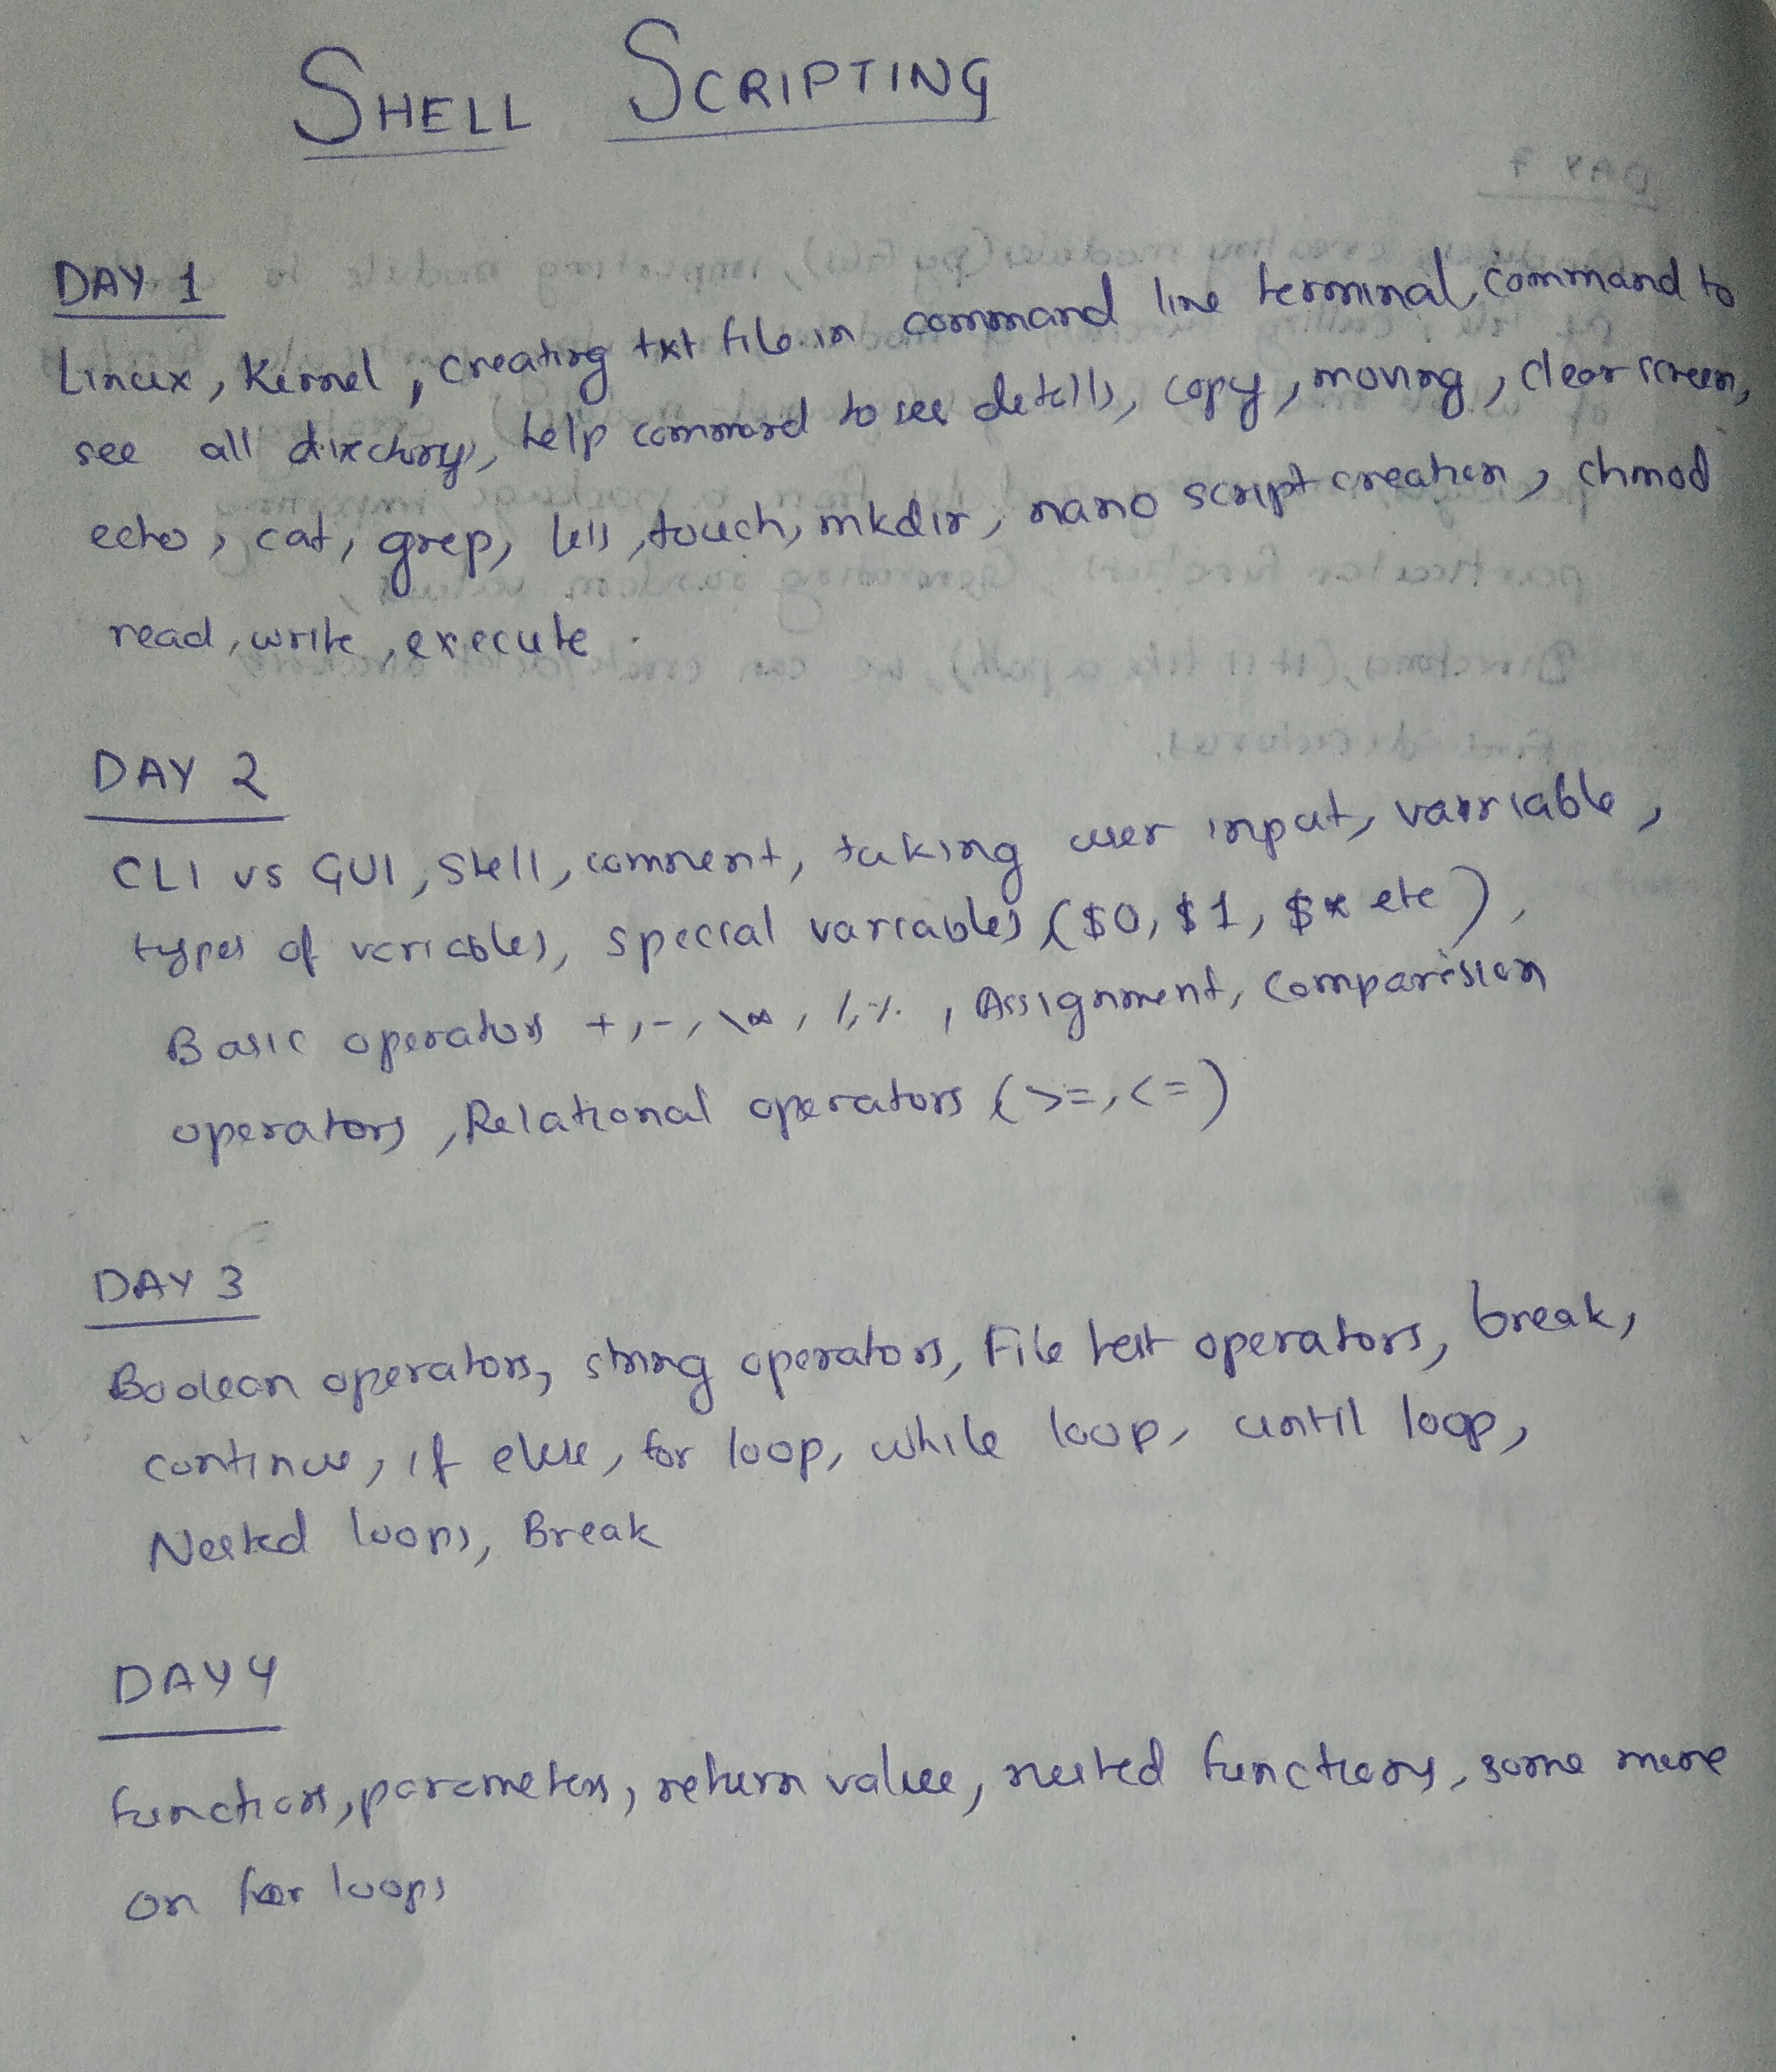 SHELL SCRIPTING
DAY 1
Linux, Kernel, creating txt file in command line terminal, command to
see all directorys, help command to see details, copy, moving, clear screen,
echo, cat, grep, less, touch, mkdir, nano script creation, chmod
read, write, execute.
DAY 2
CLI vs GUI, Shell, comment, taking user input, variable,
types of variables, special variables ($0, $1, $* etc),
Basic operators +, -, \*, /, %, Assignment, comparision
operators, Relational operators (>=, <=)
DAY 3
Boolean operators, string operators, File test operators, break,
continue, if else, for loop, while loop, until loop,
Nested loops, Break
DAY 4
functions, parameters, return value, nested functions, some more
on for loops